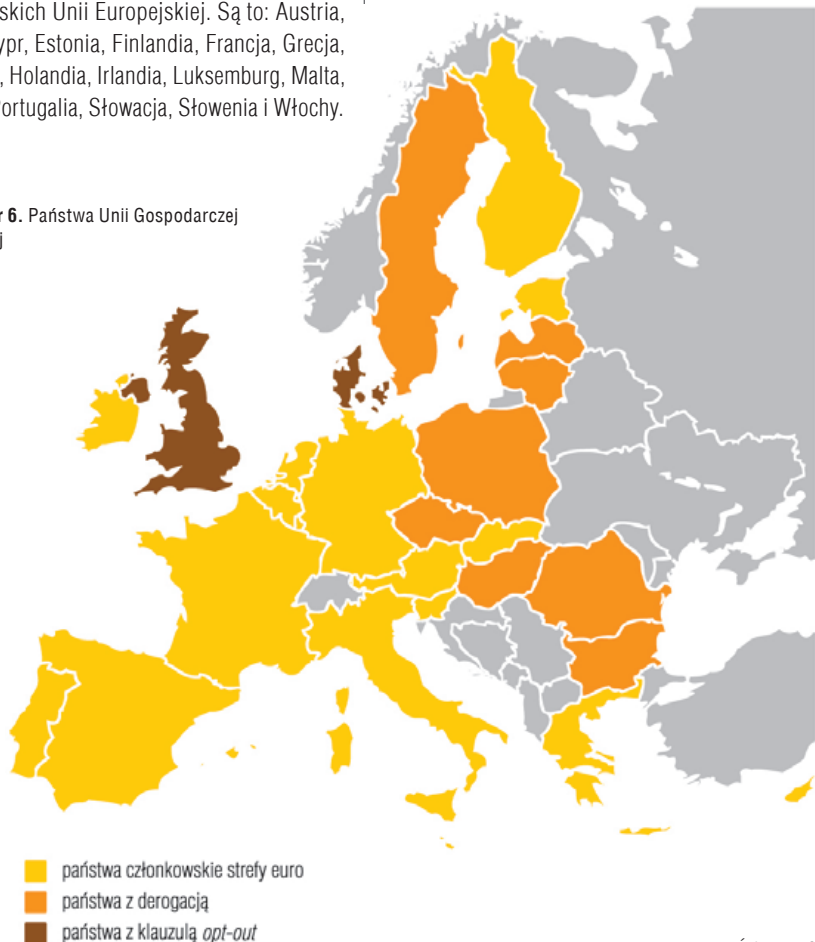 skich Unii Europejskiej. Są to: Austria,
ypr, Estonia, Finlandia, Francja, Grecja,
, Holandia, Irlandia, Luksemburg, Malta,
ortugalia, Słowacja, Słowenia i Włochy.
r 6. Państwa Unii Gospodarczej
j
państwa członkowskie strefy euro
państwa z derogacją
państwa z klauzulą opt-out